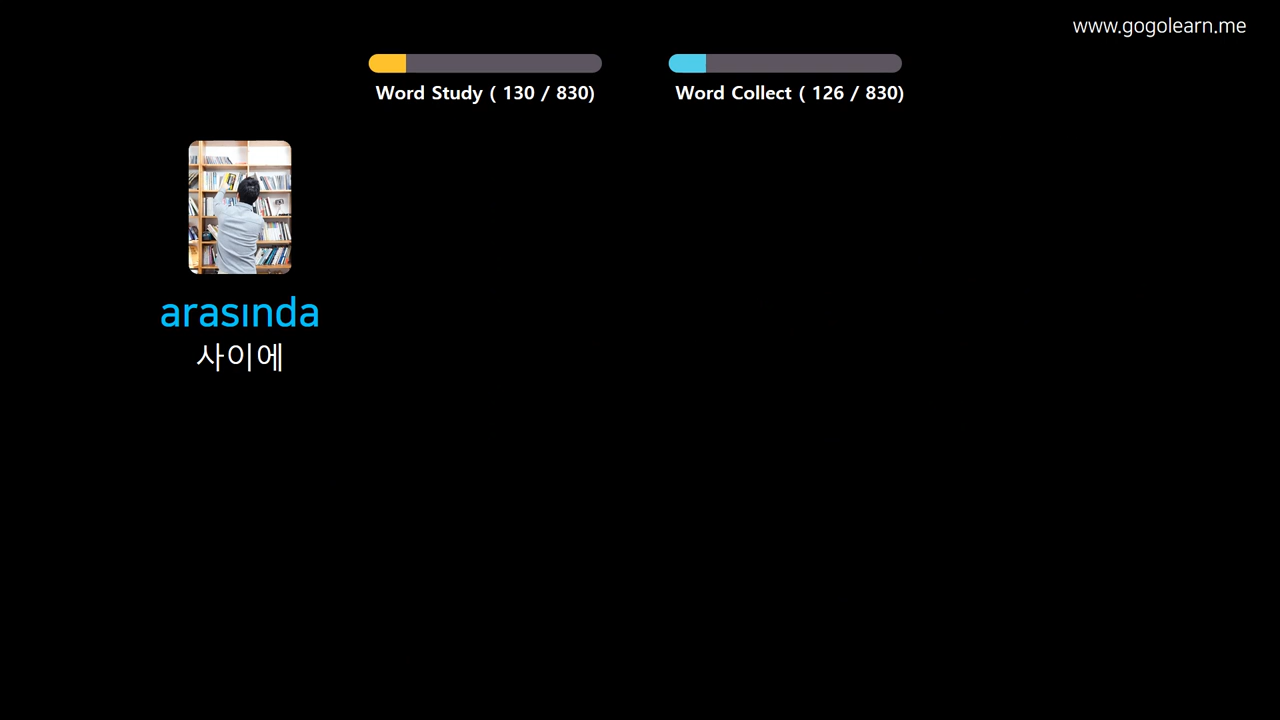 www.gogolearn.me
Word Study ( 130 / 830)
Word Collect ( 126 / 830)
arasında
사이에